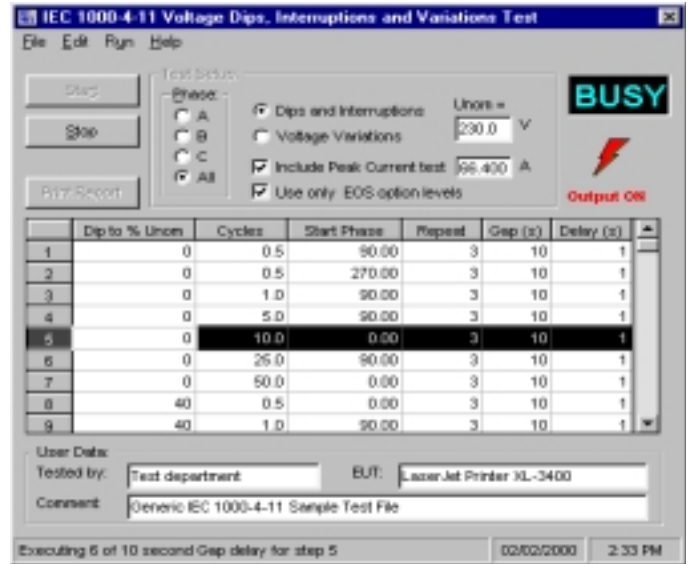 IEC 1000-4-11 Voltage Dips, Interruptions and Variations Test
File Edit Run Help
Start
Stop
Print Report
Test Setup:
Phase:
A
B
C
All
Dips and Interruptions
Voltage Variations
Include Peak Current test
Use only EOS option levels
Unom =
230.0 V
66.400 A
BUSY
Output ON
Dip to % Unom Cycles Start Phase Repeat Gap (s) Delay (s)
1 0 0.5 90.00 3 10 1
2 0 0.5 270.00 3 10 1
3 0 1.0 90.00 3 10 1
4 0 5.0 90.00 3 10 1
5 0 10.0 0.00 3 10 1
6 0 25.0 90.00 3 10 1
7 0 50.0 0.00 3 10 1
8 40 0.5 0.00 3 10 1
9 40 1.0 90.00 3 10 1
User Data:
Tested by: Test department EUT: LaserJet Printer XL-3400
Comment: Generic IEC 1000-4-11 Sample Test File
Executing 6 of 10 second Gap delay for step 5 02/02/2000 2:33 PM